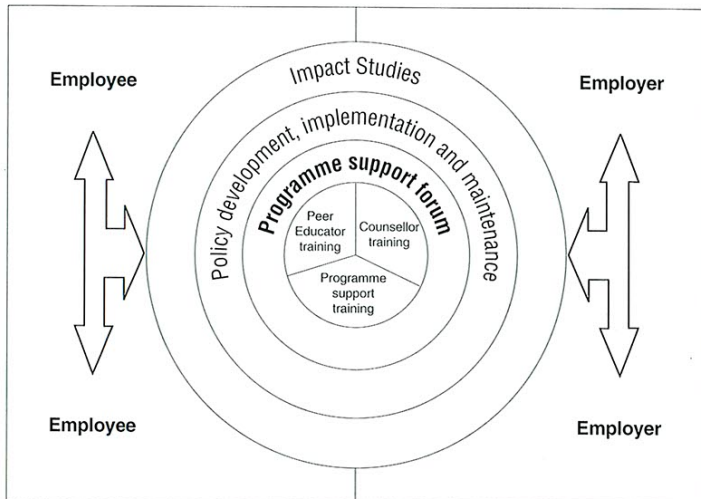 Impact Studies
Employee
Employer
Policy development, implementation and maintenance
Programme support forum
Peer
Educator
training
Counsellor
training
Programme
support
training
Employee
Employer